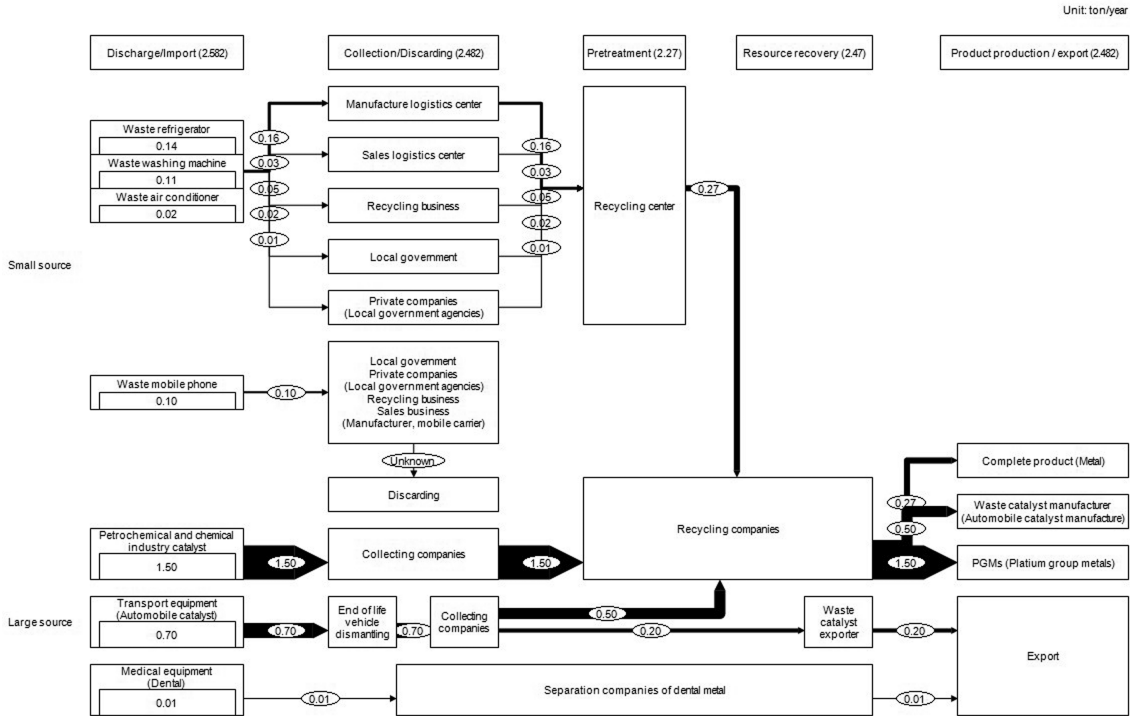 Unit: ton/year
Discharge/Import (2.582)
Collection/Discarding (2.482)
Pretreatment (2.27)
Resource recovery (2.47)
Product production / export (2.482)
Small source
Waste refrigerator
0.14
Waste washing machine
0.11
Waste air conditioner
0.02
0.16
0.03
0.05
0.02
0.01
Manufacture logistics center
Sales logistics center
Recycling business
Local government
Private companies
(Local government agencies)
0.16
0.03
0.05
0.02
0.01
Recycling center
0.27
Waste mobile phone
0.10
0.10
Local government
Private companies
(Local government agencies)
Recycling business
Sales business
(Manufacturer, mobile carrier)
Unknown
Discarding
Large source
Petrochemical and chemical
industry catalyst
1.50
1.50
Collecting companies
1.50
Recycling companies
0.27
0.50
1.50
Complete product (Metal)
Waste catalyst manufacturer
(Automobile catalyst manufacture)
PGMs (Platium group metals)
Transport equipment
(Automobile catalyst)
0.70
0.70
End of life
vehicle
dismanting
0.70
Collecting
companies
0.50
0.20
Waste
catalyst
exporter
0.20
Export
Medical equipment
(Dental)
0.01
0.01
Separation companies of dental metal
0.01